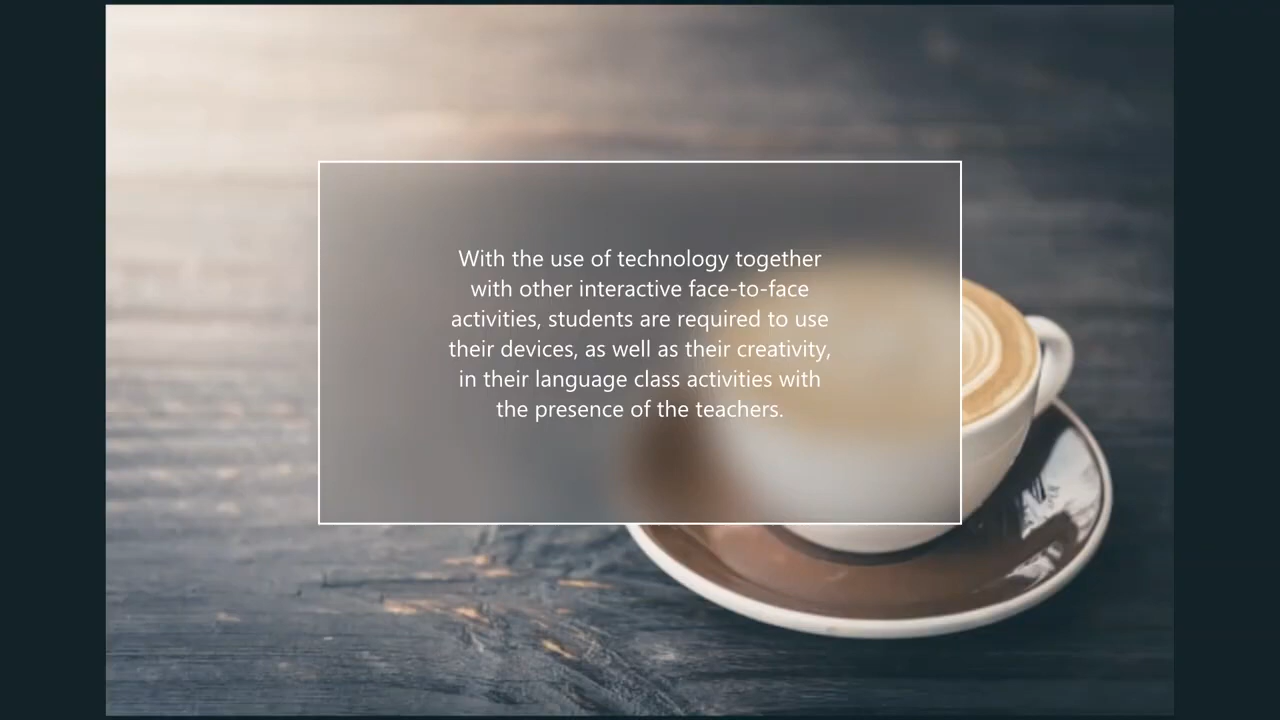 With the use of technology together
with other interactive face-to-face
activities, students are required to use
their devices, as well as their creativity,
in their language class activities with
the presence of the teachers.